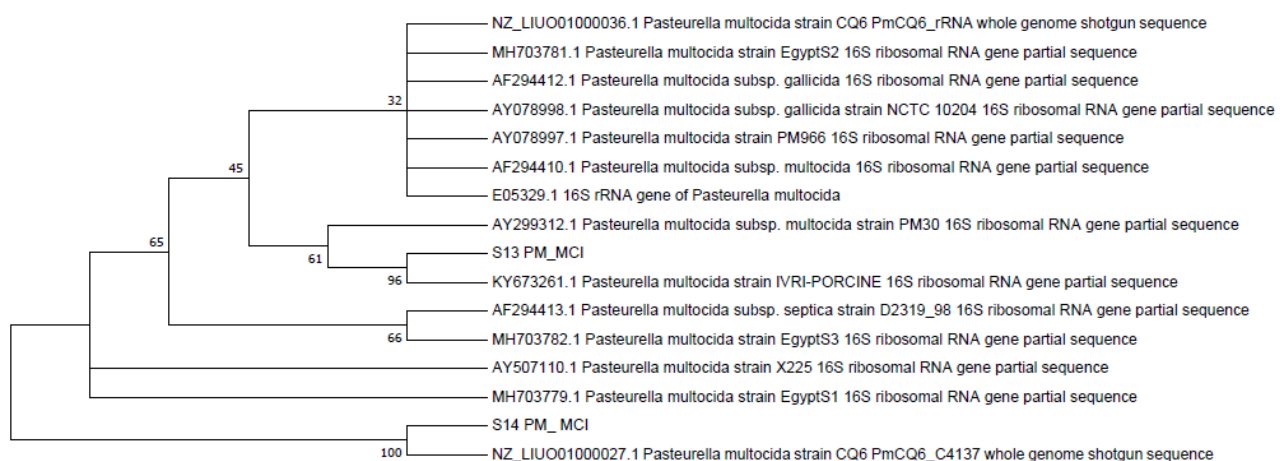 NZ_LIUO01000036.1 Pasteurella multocida strain CQ6 PmCQ6_rRNA whole genome shotgun sequence
MH703781.1 Pasteurella multocida strain EgyptS2 16S ribosomal RNA gene partial sequence
AF294412.1 Pasteurella multocida subsp. gallicida 16S ribosomal RNA gene partial sequence
32
AY078998.1 Pasteurella multocida subsp. gallicida strain NCTC 10204 16S ribosomal RNA gene partial sequence
AY078997.1 Pasteurella multocida strain PM966 16S ribosomal RNA gene partial sequence
45
AF294410.1 Pasteurella multocida subsp. multocida 16S ribosomal RNA gene partial sequence
E05329.1 16S rRNA gene of Pasteurella multocida
AY299312.1 Pasteurella multocida subsp. multocida strain PM30 16S ribosomal RNA gene partial sequence
65
S13 PM_MCI
61
96
KY673261.1 Pasteurella multocida strain IVRI-PORCINE 16S ribosomal RNA gene partial sequence
AF294413.1 Pasteurella multocida subsp. septica strain D2319_98 16S ribosomal RNA gene partial sequence
66
MH703782.1 Pasteurella multocida strain EgyptS3 16S ribosomal RNA gene partial sequence
AY507110.1 Pasteurella multocida strain X225 16S ribosomal RNA gene partial sequence
MH703779.1 Pasteurella multocida strain EgyptS1 16S ribosomal RNA gene partial sequence
S14 PM_ MCI
100
NZ_LIUO01000027.1 Pasteurella multocida strain CQ6 PmCQ6_C4137 whole genome shotgun sequence